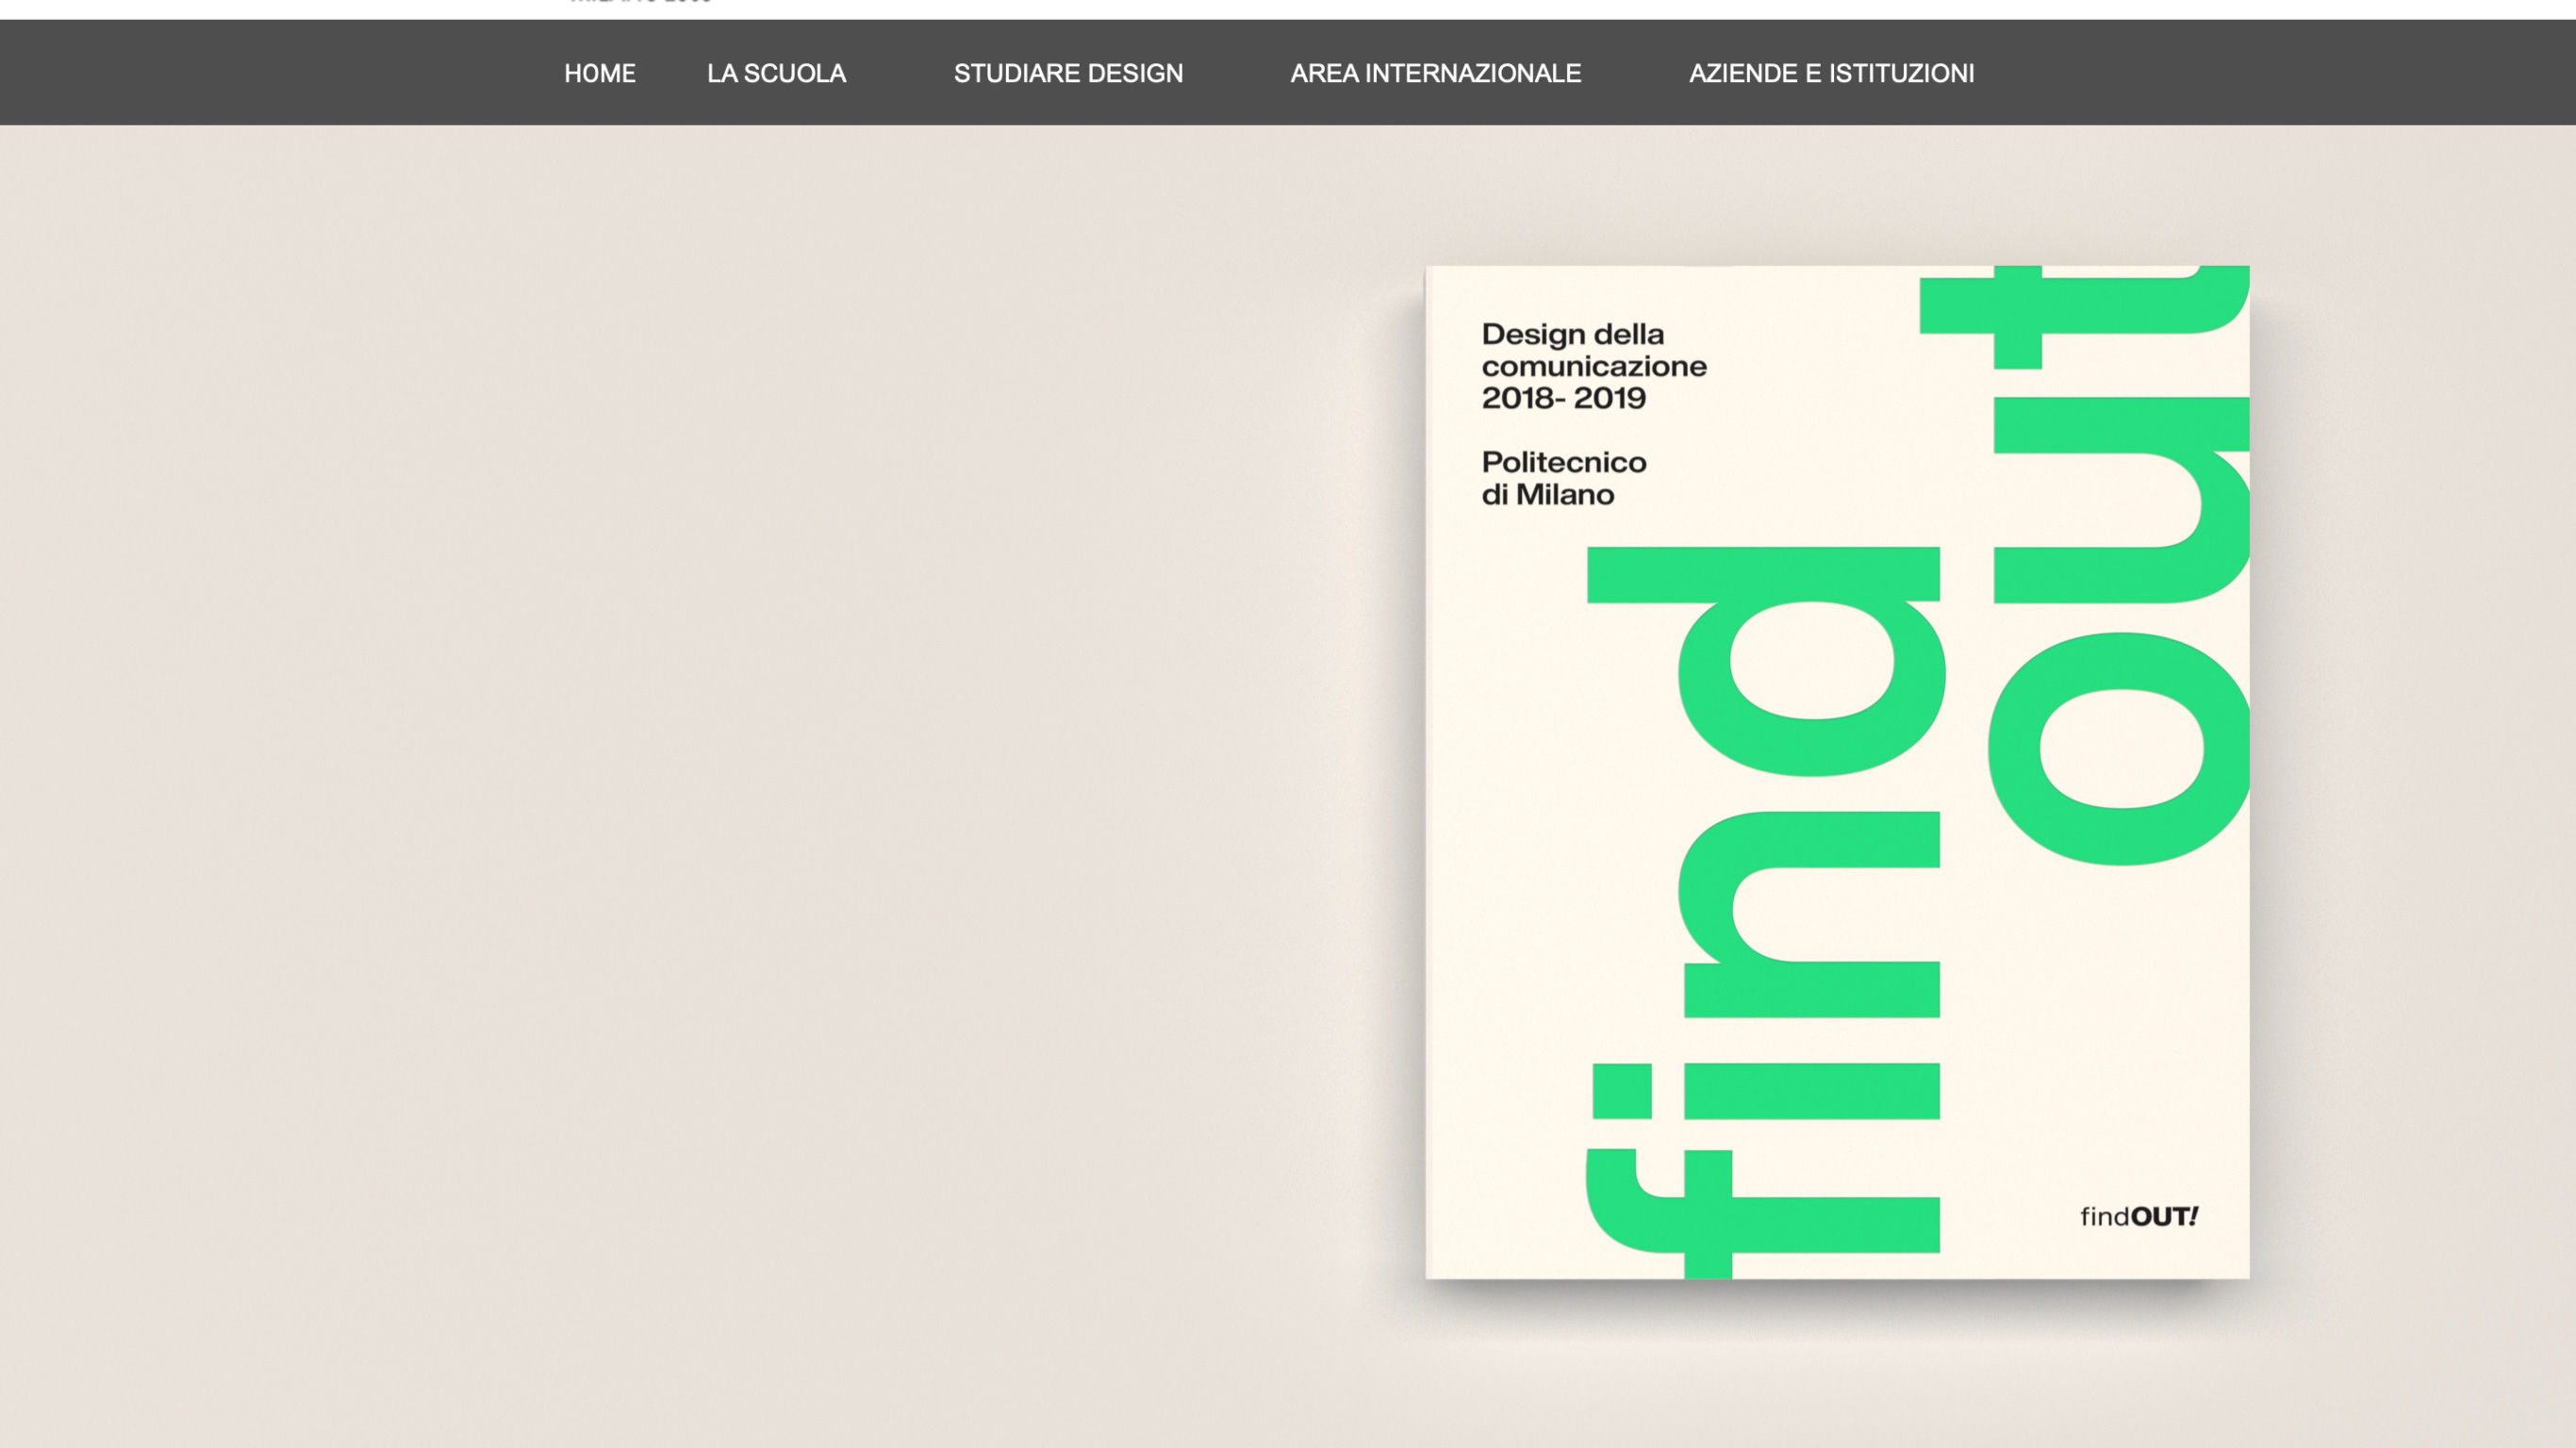 HOME LA SCUOLA STUDIARE DESIGN AREA INTERNAZIONALE AZIENDE E ISTITUZIONI
Design della
comunicazione
2018- 2019
Politecnico
di Milano
find
out
findOUT!